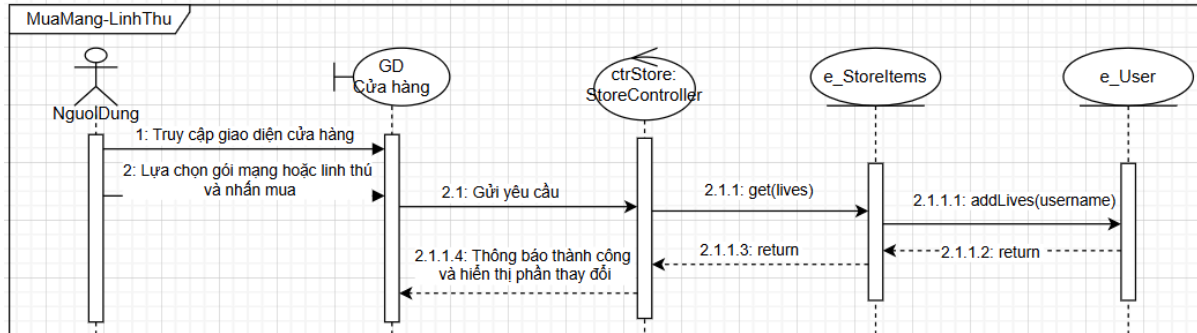 MuaMang-LinhThu
NguoiDung
GD
Cửa hàng
ctrStore:
StoreController
e_StoreItems
e_User
1: Truy cập giao diện cửa hàng
2: Lựa chọn gói mạng hoặc linh thú
và nhấn mua
2.1: Gửi yêu cầu
2.1.1: get(lives)
2.1.1.1: addLives(username)
2.1.1.2: return
2.1.1.3: return
2.1.1.4: Thông báo thành công
và hiển thị phần thay đổi